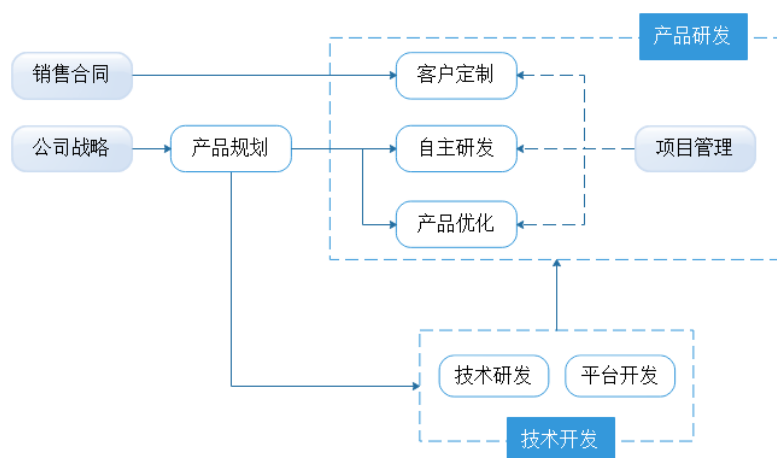 产品研发
销售合同
客户定制
公司战略
产品规划
自主研发
项目管理
产品优化
技术研发
平台开发
技术开发